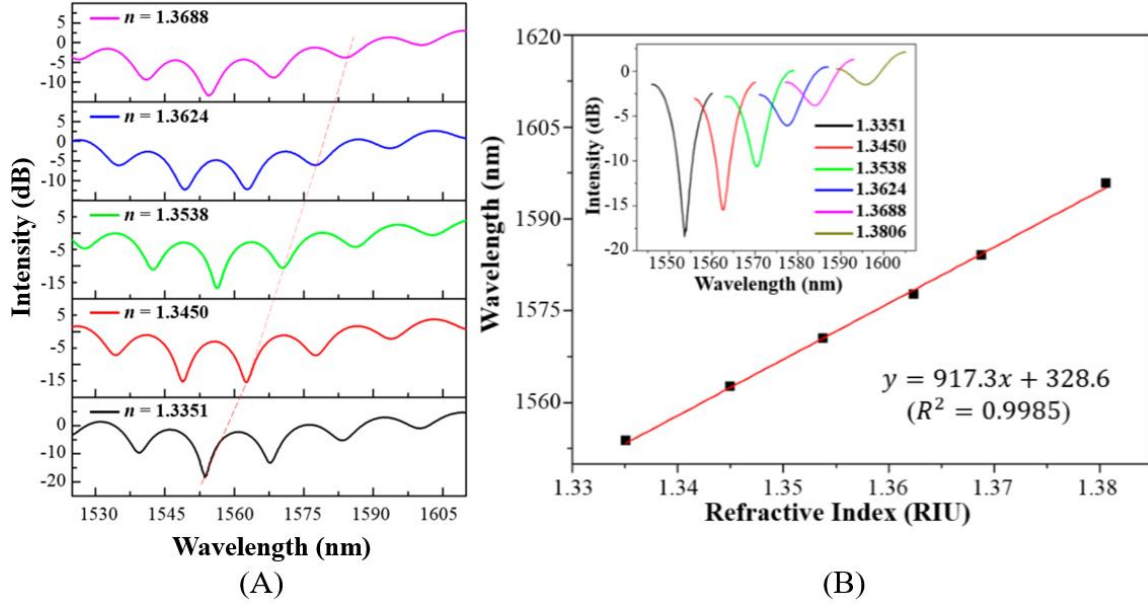 n = 1.3688
5
0
-5
-10
n = 1.3624
5
0
-5
-10
n = 1.3538
5
-5
-15
n = 1.3450
5
-5
-15
n = 1.3351
0
-10
-20
1530 1545 1560 1575 1590 1605
Wavelength (nm)
Intensity (dB)
(A)
1620
1605
1590
1575
1560
Wavelength (nm)
0
-5
-10
-15
-20
Intensity (dB)
1.3351
1.3450
1.3538
1.3624
1.3688
1.3806
1550 1560 1570 1580 1590 1600
Wavelength (nm)
y = 917.3x + 328.6
(R² = 0.9985)
1.33 1.34 1.35 1.36 1.37 1.38
Refractive Index (RIU)
(B)